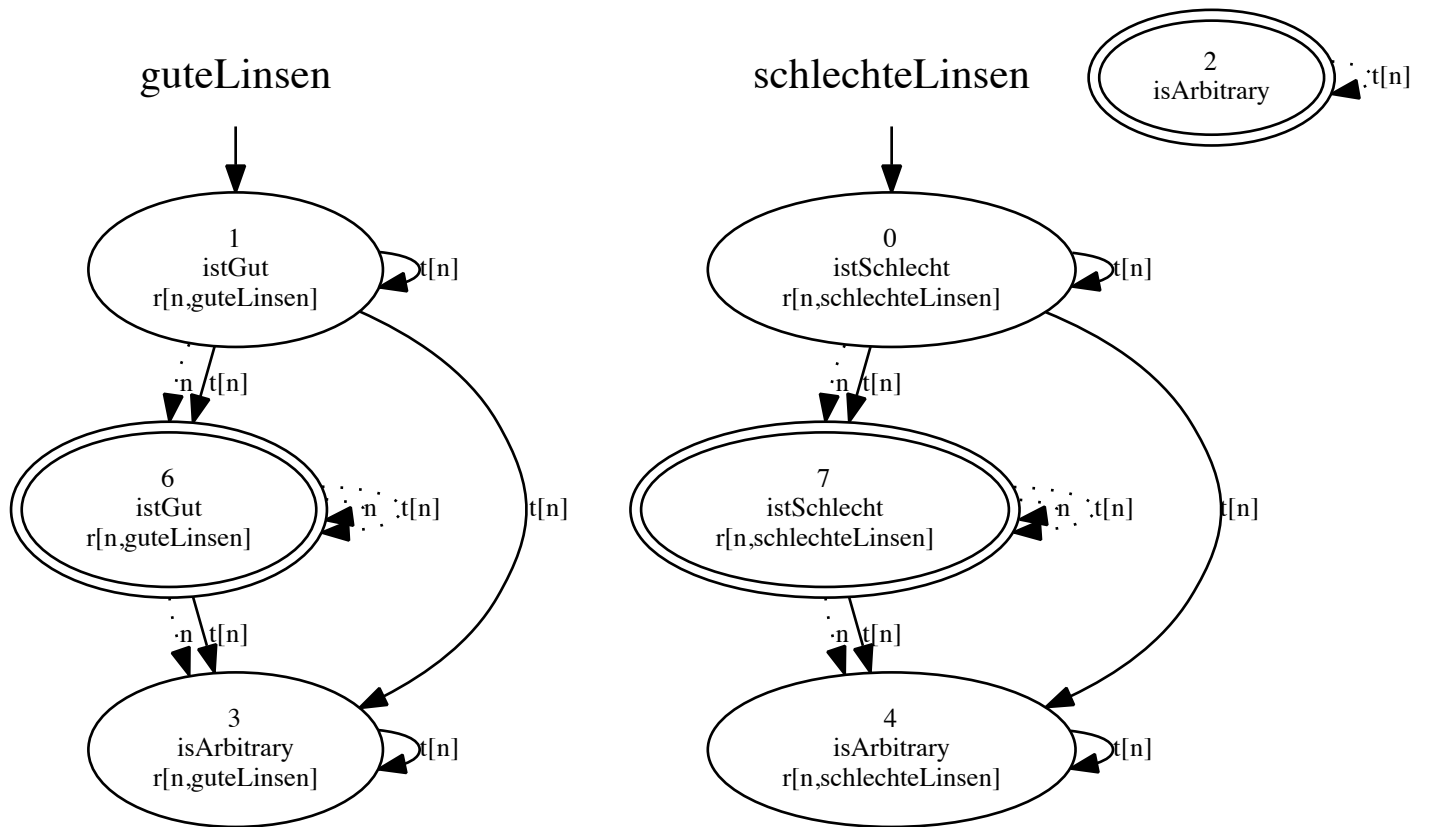 guteLinsen
schlechteLinsen
2
isArbitrary
t[n]
1
istGut
r[n,guteLinsen]
t[n]
0
istSchlecht
r[n,schlechteLinsen]
t[n]
n
t[n]
n
t[n]
6
istGut
r[n,guteLinsen]
n
t[n]
t[n]
7
istSchlecht
r[n,schlechteLinsen]
n
t[n]
t[n]
n
t[n]
n
t[n]
3
isArbitrary
r[n,guteLinsen]
t[n]
4
isArbitrary
r[n,schlechteLinsen]
t[n]